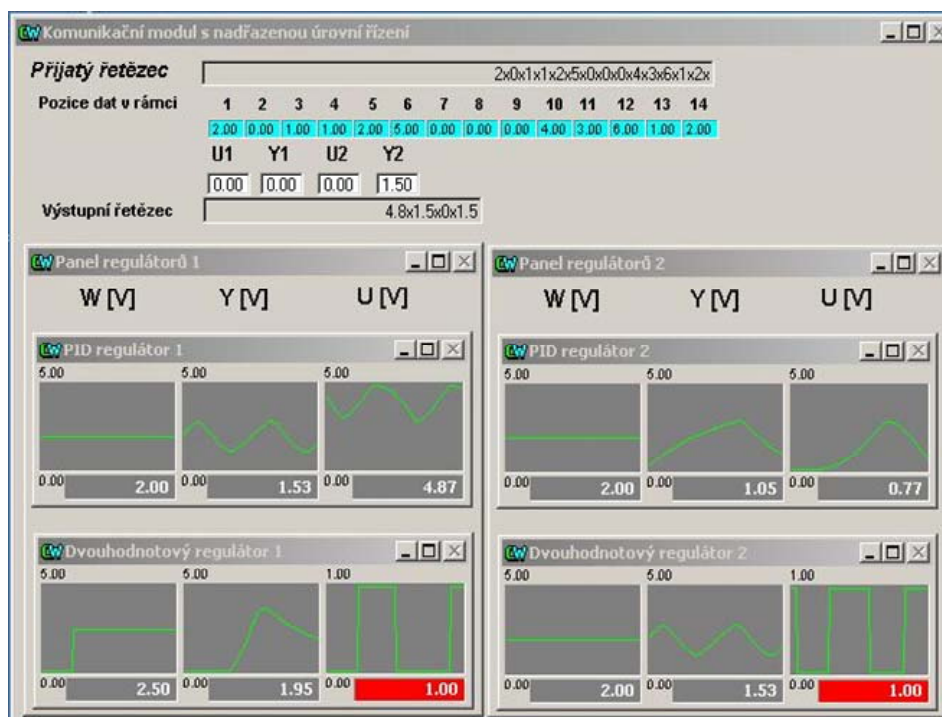 Komunikační modul s nadřazenou úrovní řízení
Přijatý řetězec 2x0x1x1x2x5x0x0x0x4x3x6x1x2x
Pozice dat v rámci 1 2 3 4 5 6 7 8 9 10 11 12 13 14
2.00 0.00 1.00 1.00 2.00 5.00 0.00 0.00 0.00 4.00 3.00 6.00 1.00 2.00
U1 Y1 U2 Y2
0.00 0.00 0.00 1.50
Výstupní řetězec 4.8x1.5x0x1.5
Panel regulátorů 1
W [V] Y [V] U [V]
PID regulátor 1
5.00 5.00 5.00
0.00 2.00 0.00 1.53 0.00 4.87
Dvouhodnotový regulátor 1
5.00 5.00 1.00
0.00 2.50 0.00 1.95 0.00 1.00
Panel regulátorů 2
W [V] Y [V] U [V]
PID regulátor 2
5.00 5.00 5.00
0.00 2.00 0.00 1.05 0.00 0.77
Dvouhodnotový regulátor 2
5.00 5.00 1.00
0.00 2.00 0.00 1.53 0.00 1.00